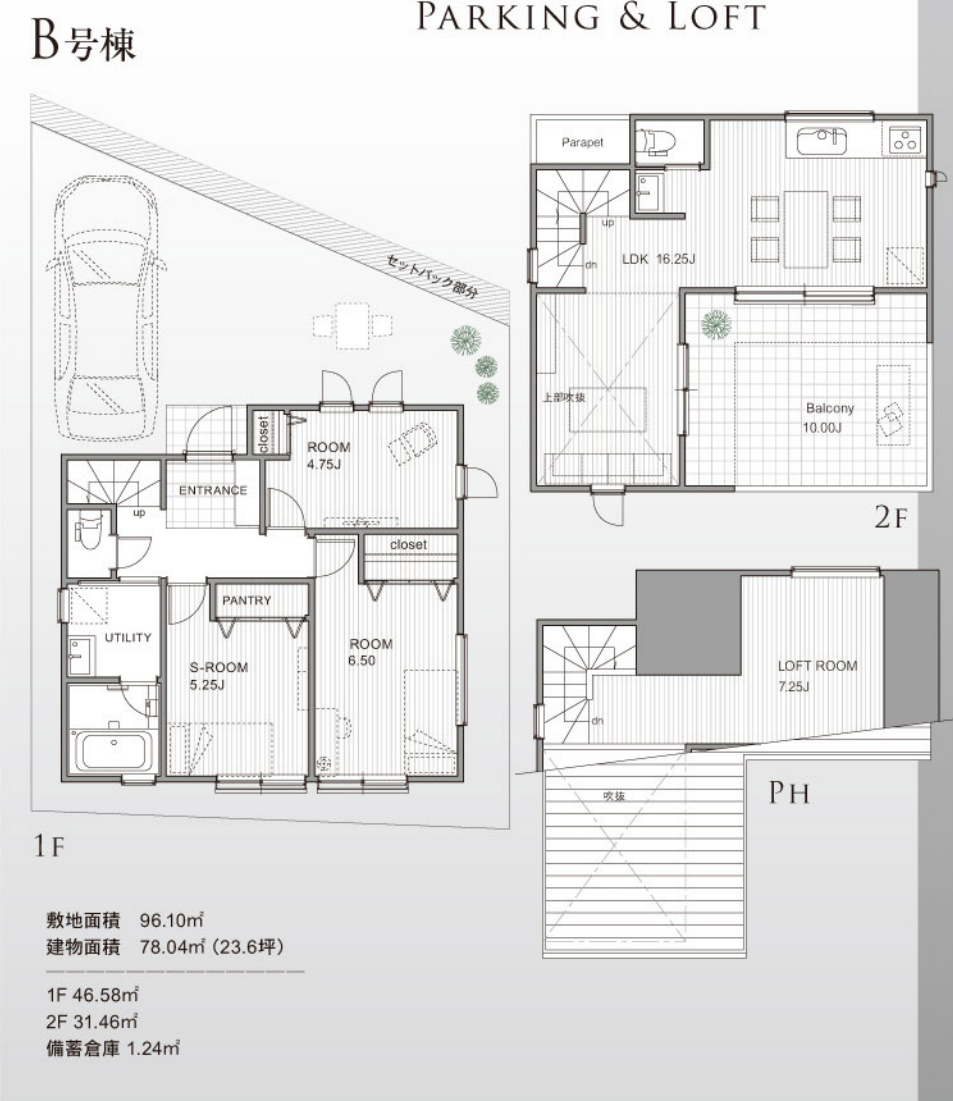 PARKING & LOFT
B号棟
セットバック部分
closet
ROOM
4.75J
ENTRANCE
up
closet
PANTRY
UTILITY
S-ROOM
5.25J
ROOM
6.50
1F
Parapet
up
dn
LDK 16.25J
上部吹抜
Balcony
10.00J
2F
LOFT ROOM
7.25J
dn
吹抜
PH
敷地面積 96.10㎡
建物面積 78.04㎡（23.6坪）
1F 46.58㎡
2F 31.46㎡
備蓄倉庫 1.24㎡